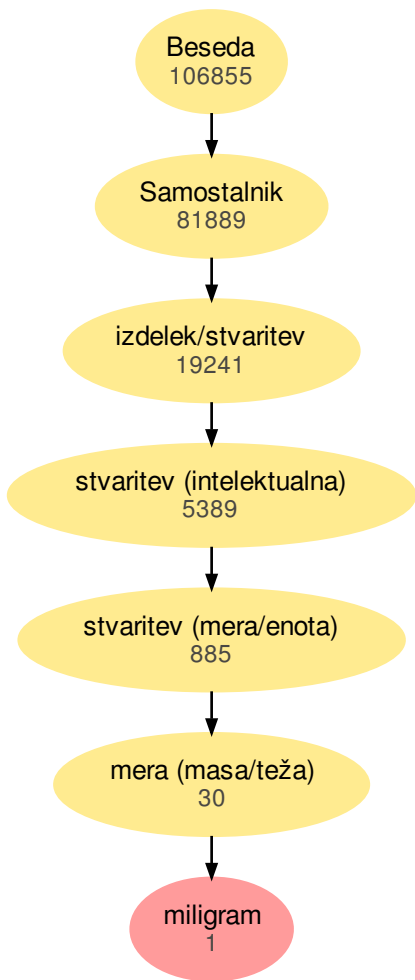 Beseda
106855
Samostalnik
81889
izdelek/stvaritev
19241
stvaritev (intelektualna)
5389
stvaritev (mera/enota)
885
mera (masa/teža)
30
miligram
1